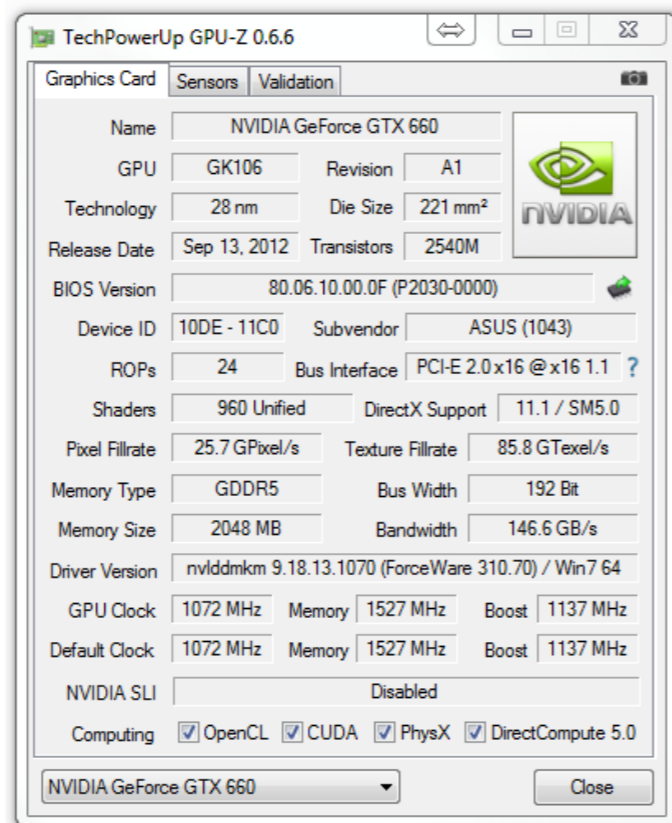 TechPowerUp GPU-Z 0.6.6
Graphics Card Sensors Validation
Name NVIDIA GeForce GTX 660
GPU GK106 Revision A1
Technology 28 nm Die Size 221 mm²
NVIDIA
Release Date Sep 13, 2012 Transistors 2540M
BIOS Version 80.06.10.00.0F (P2030-0000)
Device ID 10DE - 11C0 Subvendor ASUS (1043)
ROPs 24 Bus Interface PCI-E 2.0 x16 @ x16 1.1 ?
Shaders 960 Unified DirectX Support 11.1 / SM5.0
Pixel Fillrate 25.7 GPixel/s Texture Fillrate 85.8 GTexel/s
Memory Type GDDR5 Bus Width 192 Bit
Memory Size 2048 MB Bandwidth 146.6 GB/s
Driver Version nvlddmkm 9.18.13.1070 (ForceWare 310.70) / Win7 64
GPU Clock 1072 MHz Memory 1527 MHz Boost 1137 MHz
Default Clock 1072 MHz Memory 1527 MHz Boost 1137 MHz
NVIDIA SLI Disabled
Computing OpenCL CUDA PhysX DirectCompute 5.0
NVIDIA GeForce GTX 660 Close